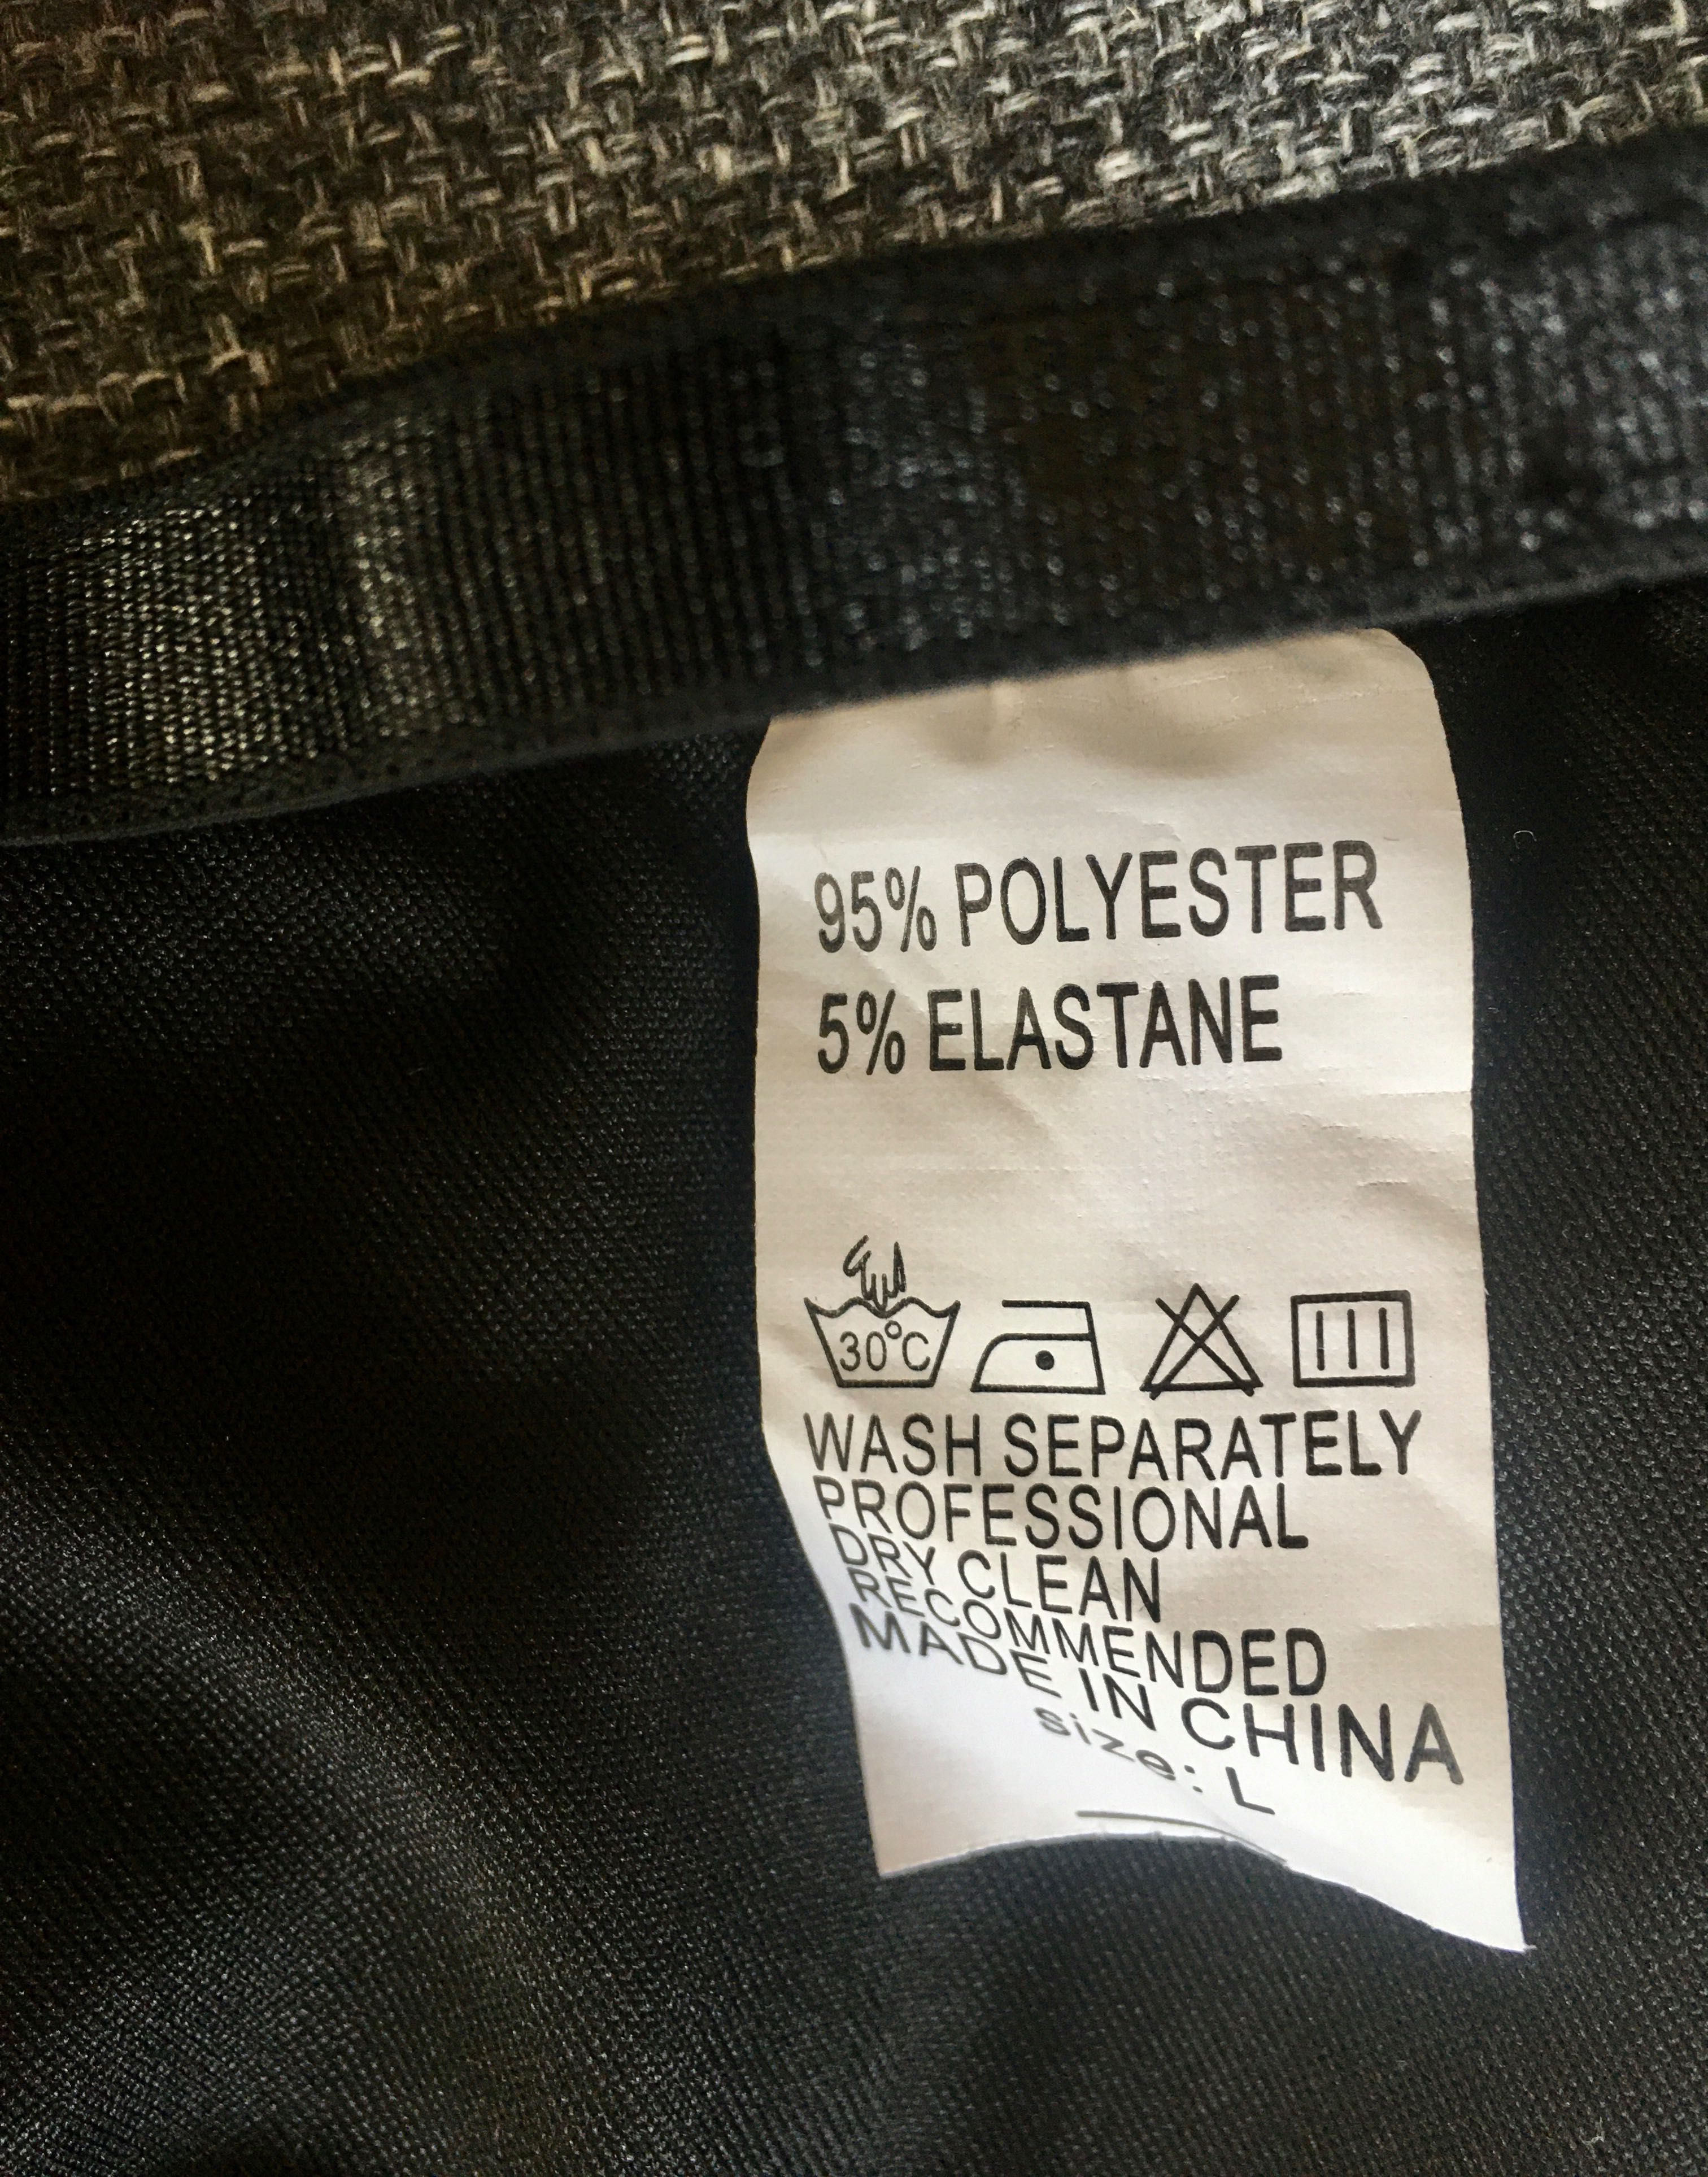 95% POLYESTER
5% ELASTANE
30°C
WASH SEPARATELY
PROFESSIONAL
DRY CLEAN
RECOMMENDED
MADE IN CHINA
size: L